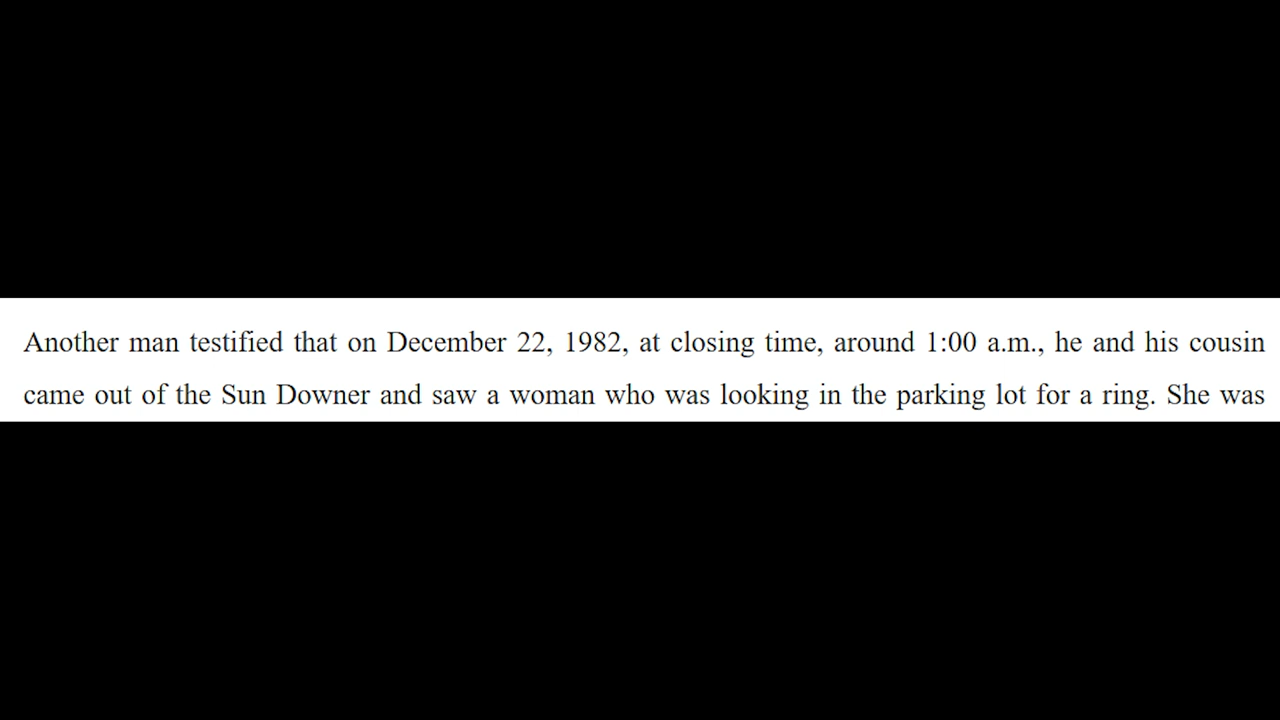 Another man testified that on December 22, 1982, at closing time, around 1:00 a.m., he and his cousin
came out of the Sun Downer and saw a woman who was looking in the parking lot for a ring. She was